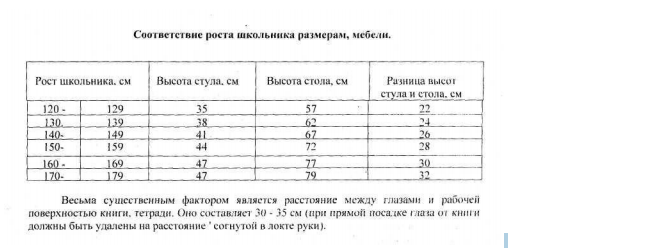 Соответствие роста школьника размерам, мебели.
Рост школьника, см Высота стула, см Высота стола, см Разница высот
стула и стола, см
120 - 129 35 57 22
130. 139 38 62 24
140- 149 41 67 26
150- 159 44 72 28
160 - 169 47 77 30
170- 179 47 79 32
Весьма существенным фактором является расстояние между глазами и рабочей
поверхностью книги, тетради. Оно составляет 30 - 35 см (при прямой посадке глаза от книги
должны быть удалены на расстояние ' согнутой в локте руки).